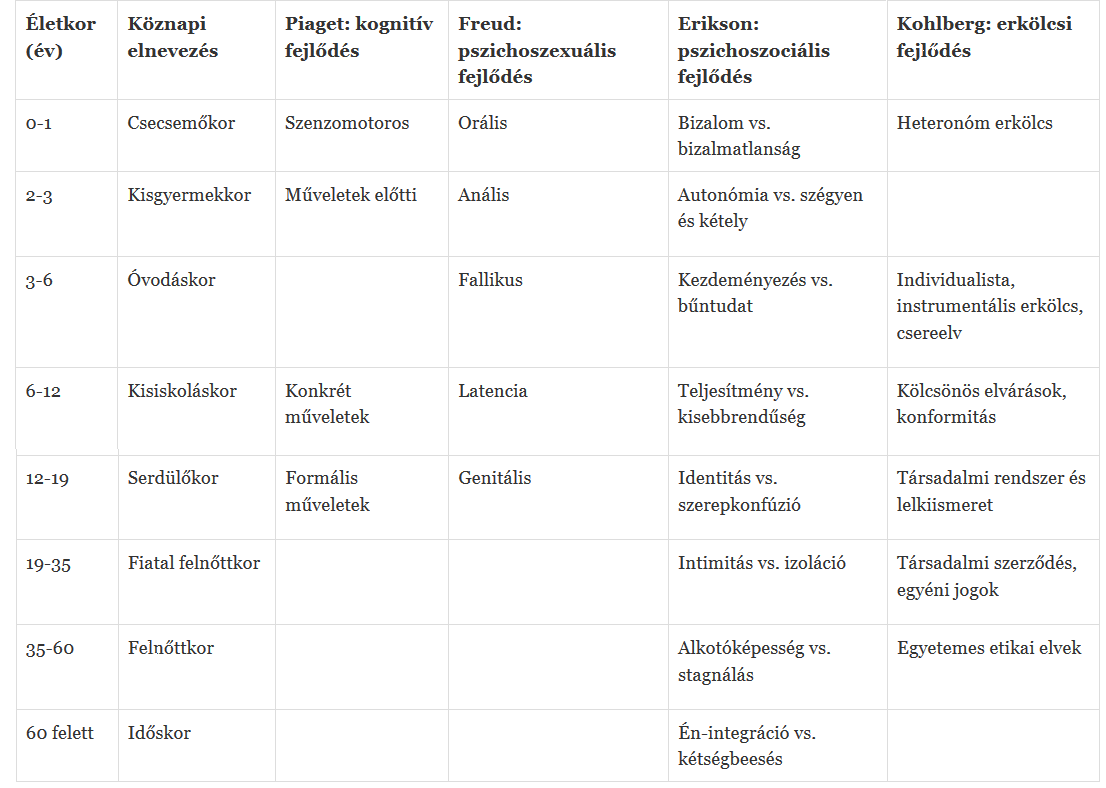 Életkor (év)
Köznapi elnevezés
Piaget: kognitív fejlődés
Freud: pszichoszexuális fejlődés
Erikson: pszichoszociális fejlődés
Kohlberg: erkölcsi fejlődés
0-1
Csecsemőkor
Szenzomotoros
Orális
Bizalom vs.
bizalmatlanság
Heteronóm erkölcs
2-3
Kisgyermekkor
Műveletek előtti
Anális
Autonómia vs. szégyen
és kétely
3-6
Óvodáskor
Fallikus
Kezdeményezés vs.
bűntudat
Individualista,
instrumentális erkölcs,
csereelv
6-12
Kisiskoláskor
Konkrét
műveletek
Latencia
Teljesítmény vs.
kisebbrendűség
Kölcsönös elvárások,
konformitás
12-19
Serdülőkor
Formális
műveletek
Genitális
Identitás vs.
szerepkonfúzió
Társadalmi rendszer és
lelkiismeret
19-35
Fiatal felnőttkor
Intimitás vs. izoláció
Társadalmi szerződés,
egyéni jogok
35-60
Felnőttkor
Alkotóképesség vs.
stagnálás
Egyetemes etikai elvek
60 felett
Időskor
Én-integráció vs.
kétségbeesés